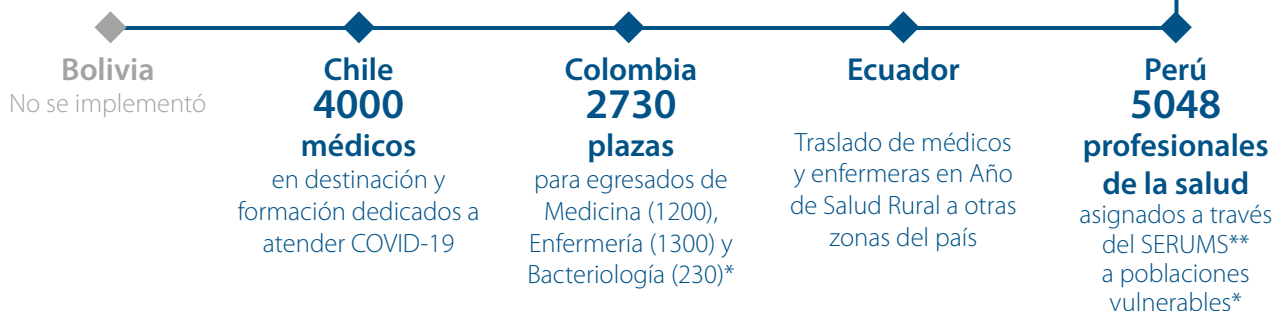 Bolivia
No se implementó
Chile
4000
médicos
en destinación y
formación dedicados a
atender COVID-19
Colombia
2730
plazas
para egresados de
Medicina (1200),
Enfermería (1300) y
Bacteriología (230)*
Ecuador
Traslado de médicos
y enfermeras en Año
de Salud Rural a otras
zonas del país
Perú
5048
profesionales
de la salud
asignados a través
del SERUMS**
a poblaciones
vulnerables*